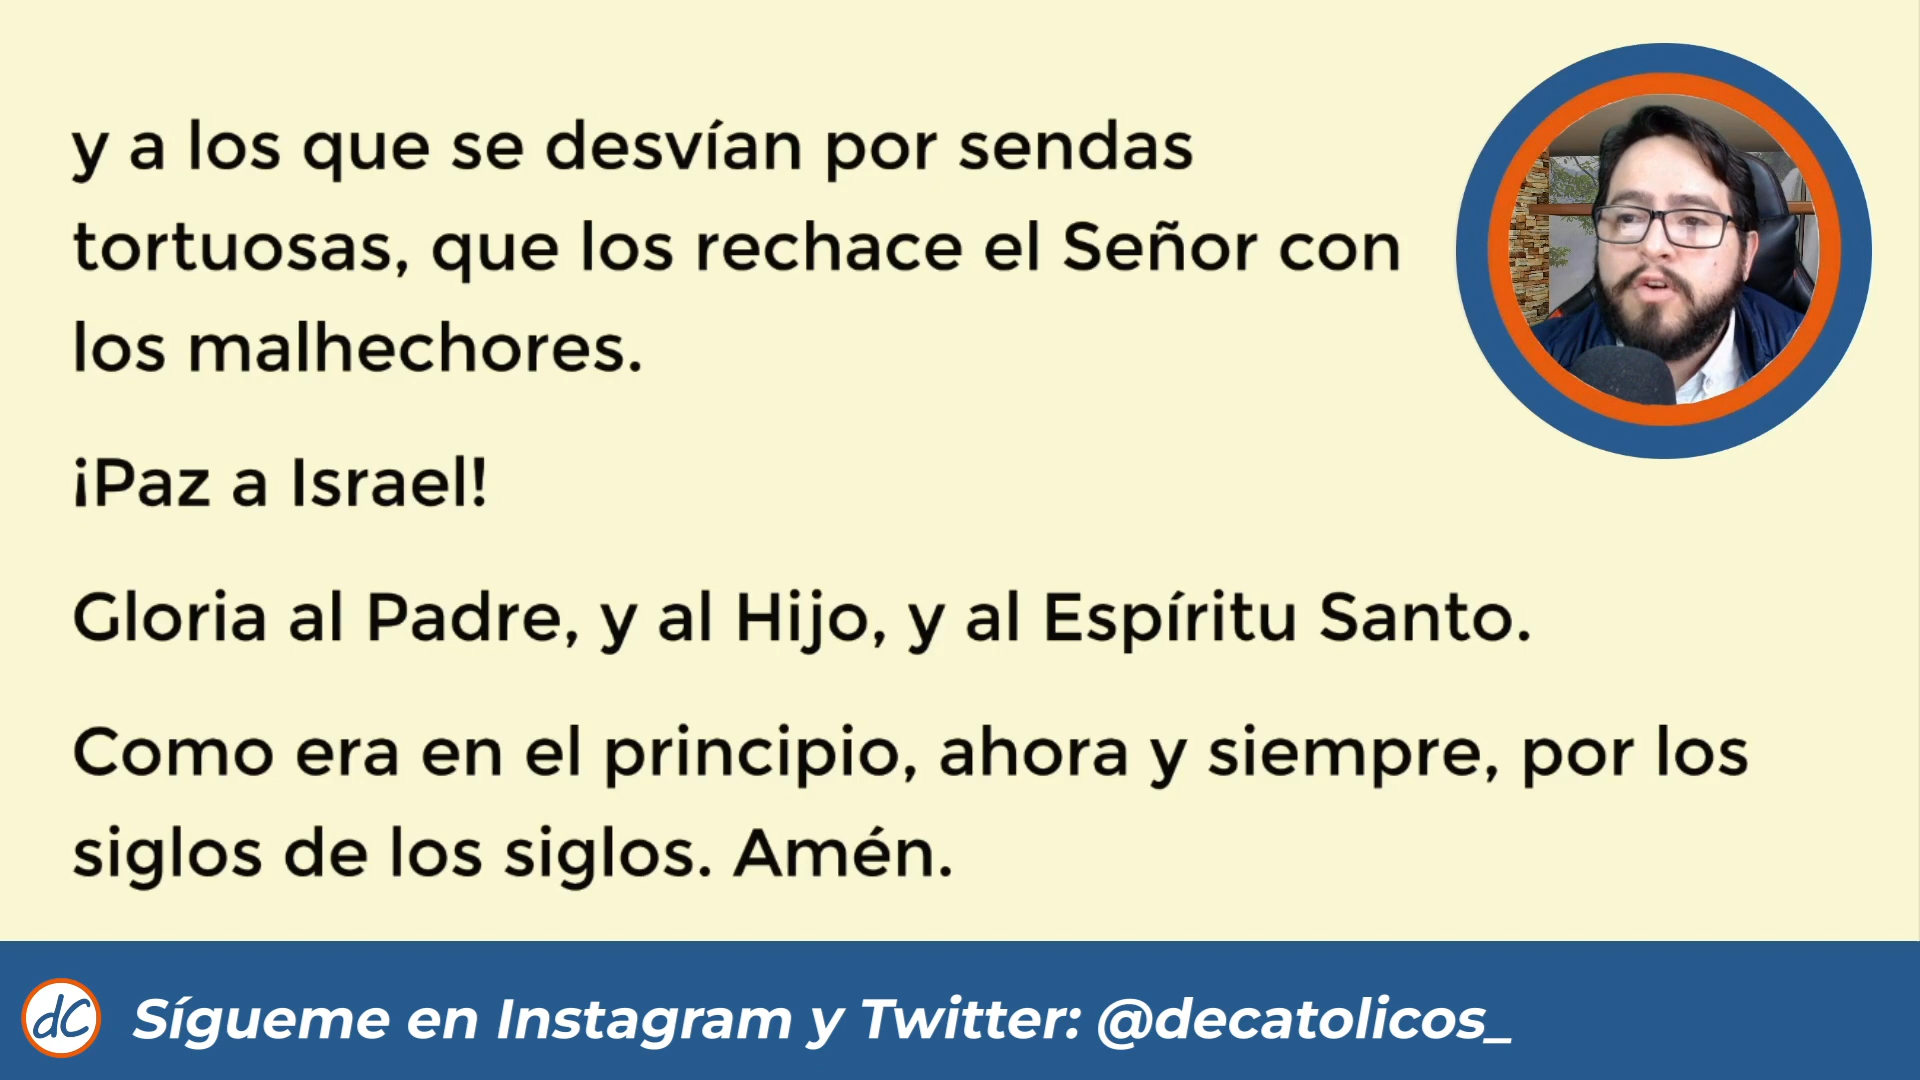 y a los que se desvían por sendas
tortuosas, que los rechace el Señor con
los malhechores.
¡Paz a Israel!
Gloria al Padre, y al Hijo, y al Espíritu Santo.
Como era en el principio, ahora y siempre, por los
siglos de los siglos. Amén.
dC Sígueme en Instagram y Twitter: @decatolicos_